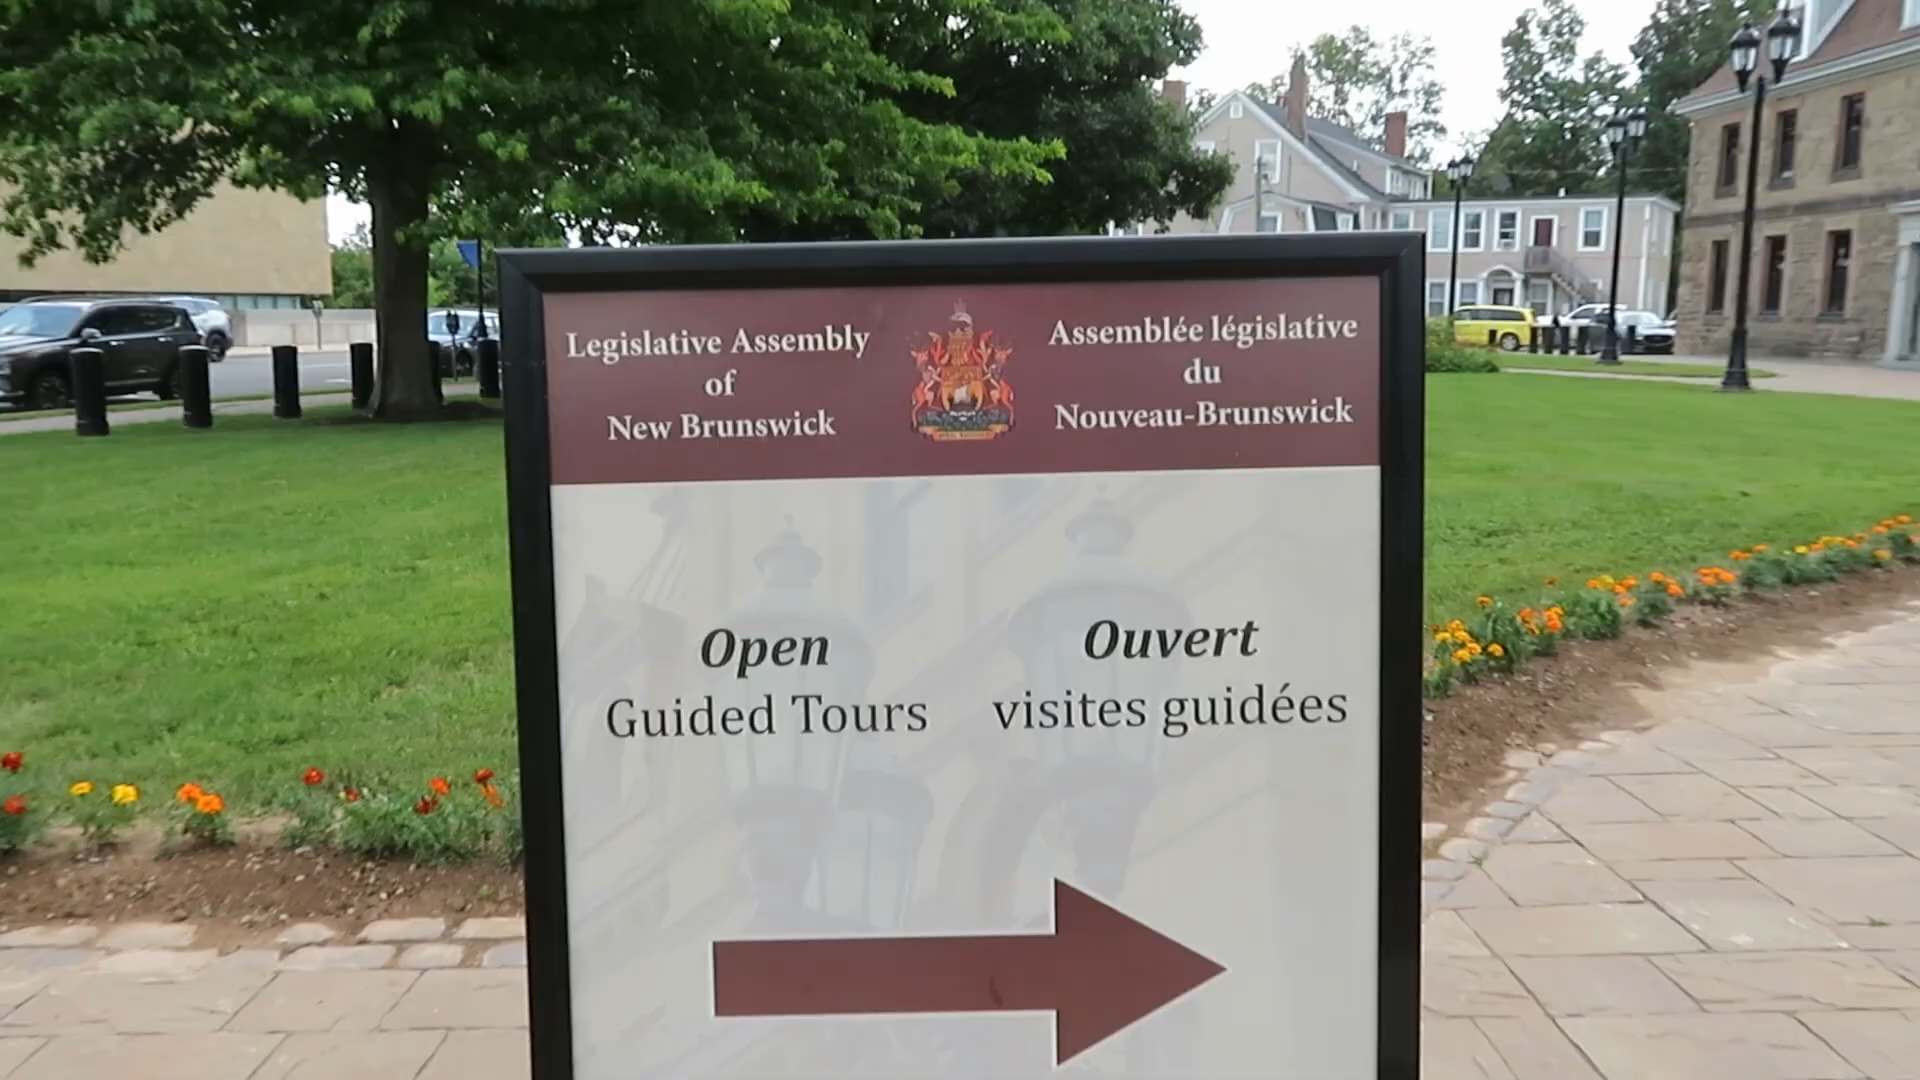 Legislative Assembly
of
New Brunswick
Assemblée législative
du
Nouveau-Brunswick
Open
Guided Tours
Ouvert
visites guidées